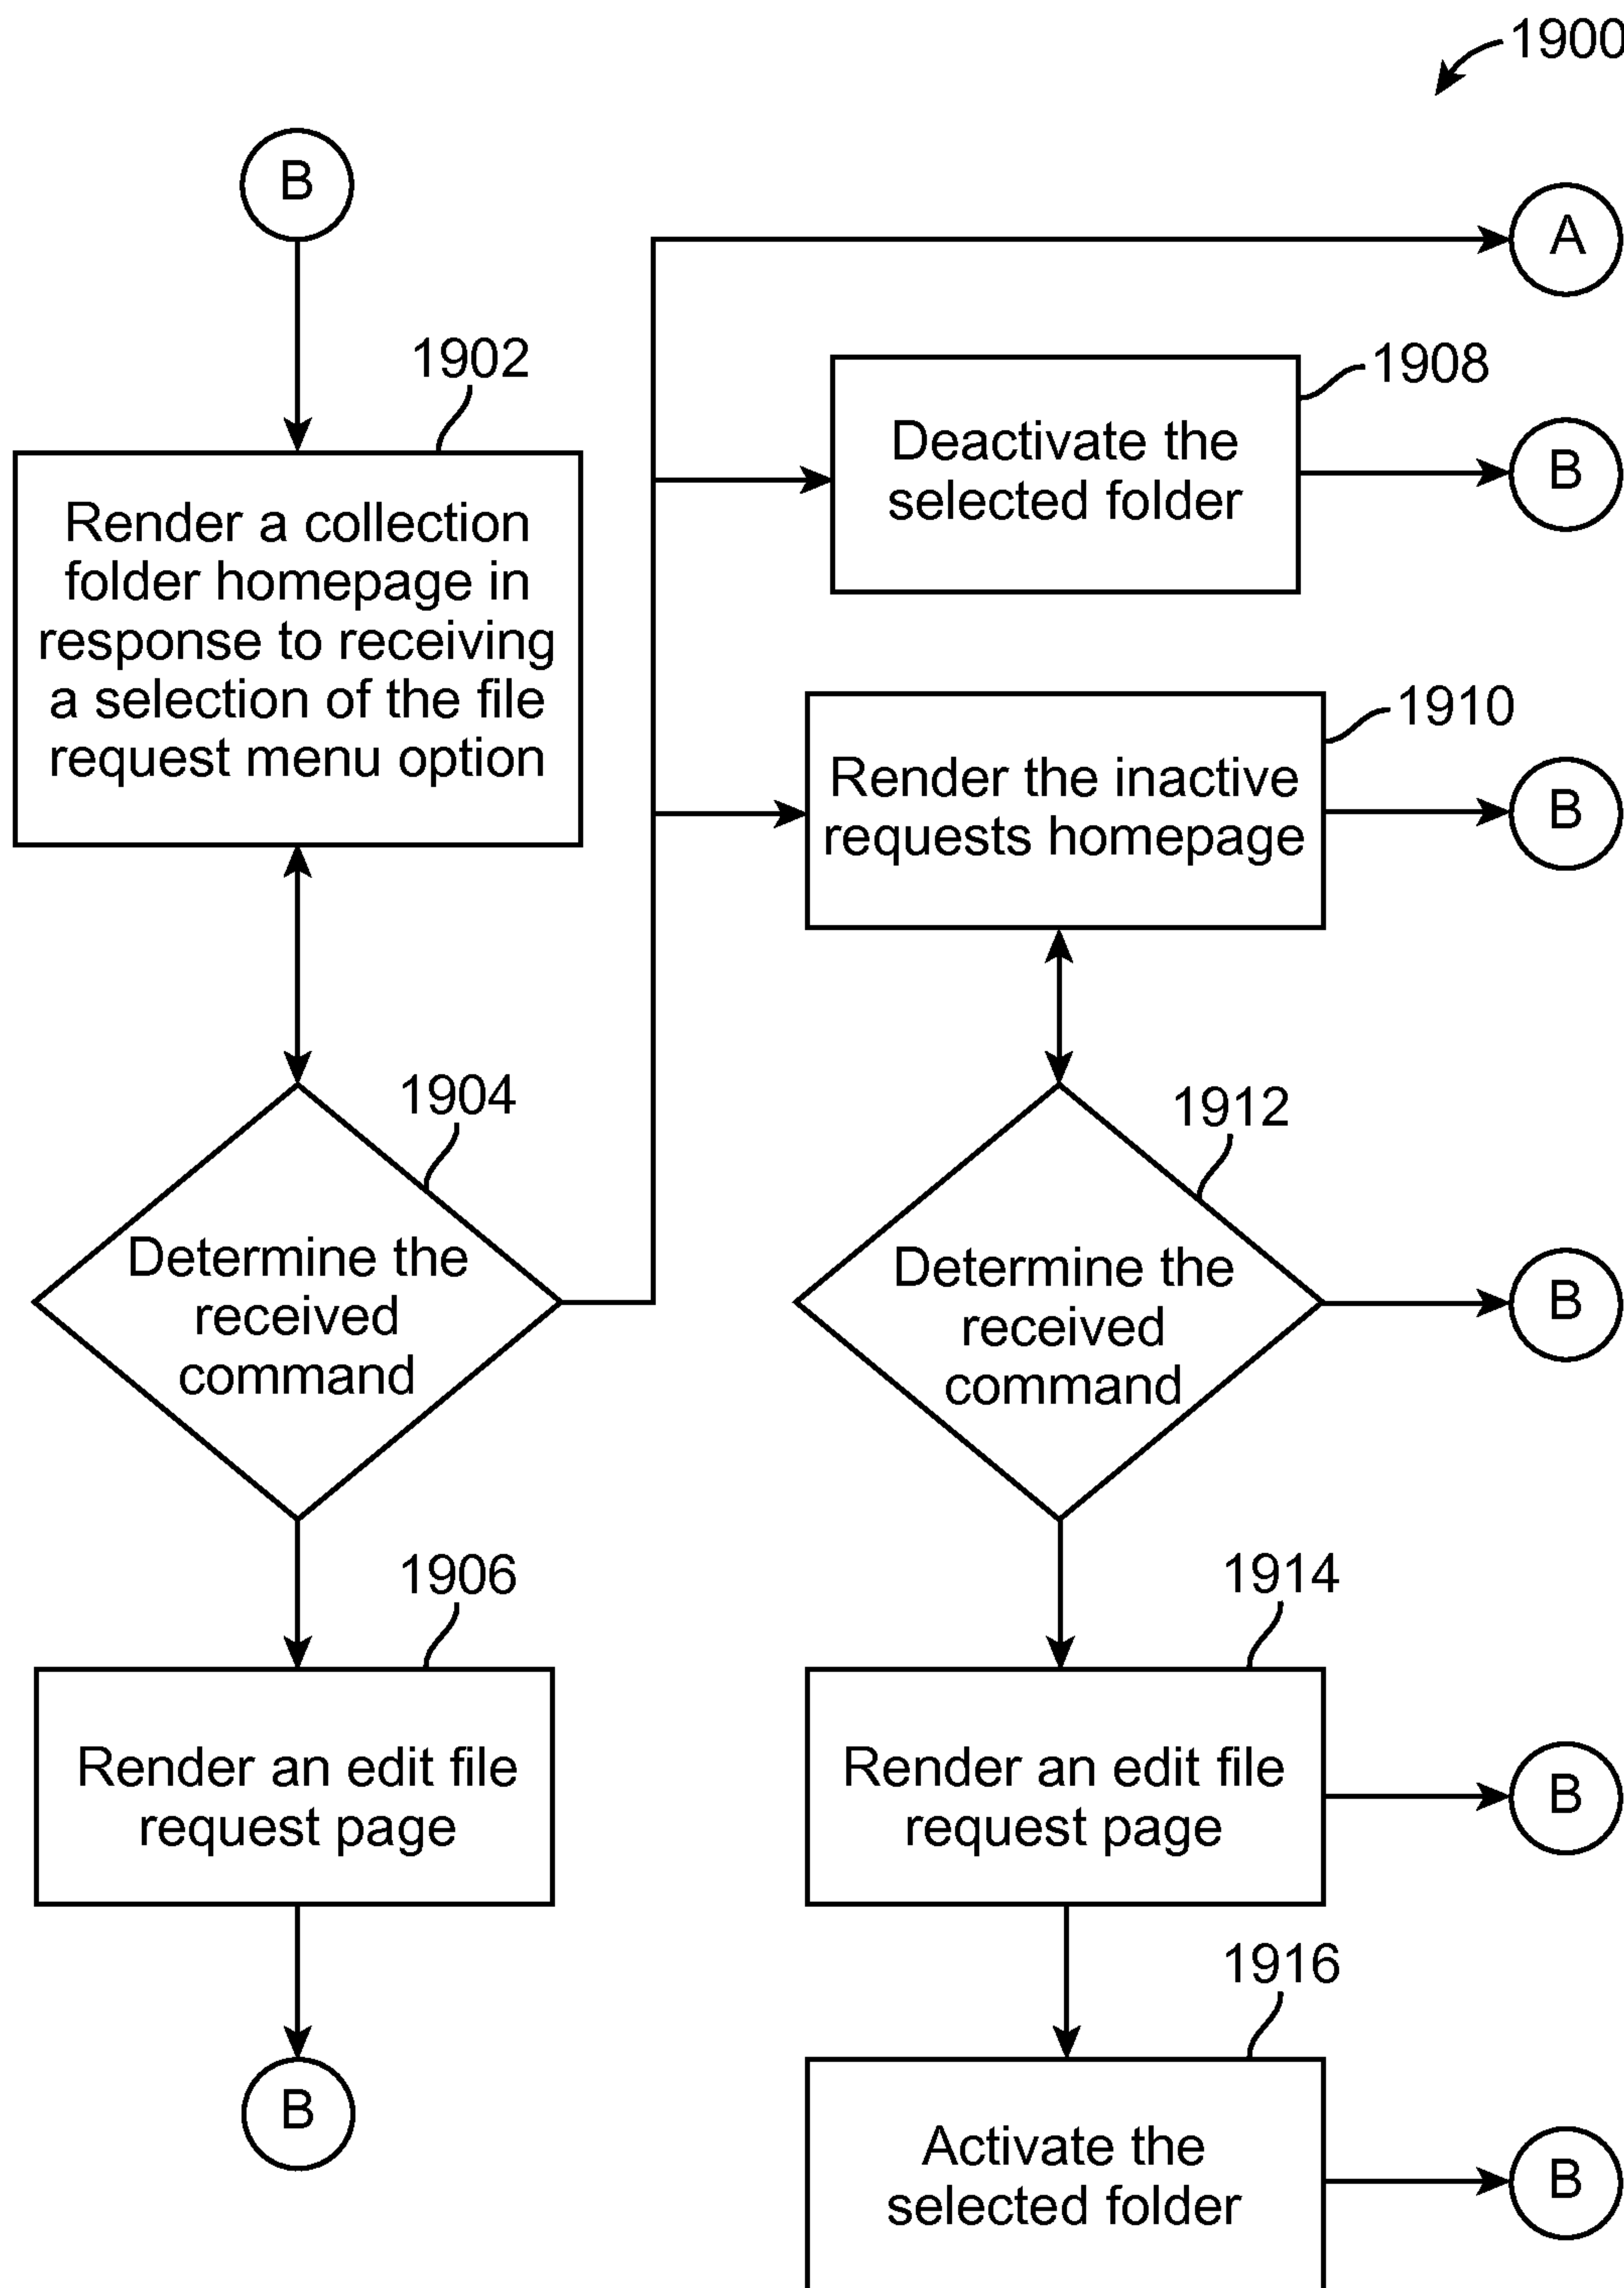 1900
B
A
1902
Render a collection
folder homepage in
response to receiving
a selection of the file
request menu option
1908
Deactivate the
selected folder
B
1910
Render the inactive
requests homepage
B
1904
Determine the
received
command
1912
Determine the
received
command
B
1906
Render an edit file
request page
B
1914
Render an edit file
request page
B
1916
Activate the
selected folder
B